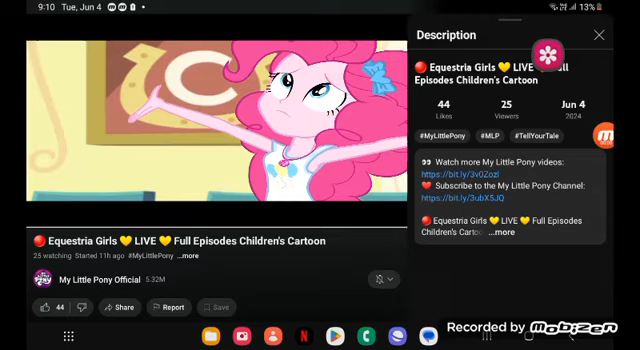 9:10 Tue, Jun 4
13%
C
Description
🔴 Equestria Girls 💛 LIVE Full
Episodes Children's Cartoon
44 25 Jun 4
Likes Viewers 2024
#MyLittlePony #MLP #TellYourTale
👀 Watch more My Little Pony videos:
https://bit.ly/3v0Zozl
❤️ Subscribe to the My Little Pony Channel:
https://bit.ly/3ubX5JQ
🔴Equestria Girls 💛 LIVE 💛 Full Episodes
Children's Cartoo ...more
🔴 Equestria Girls 💛 LIVE 💛 Full Episodes Children's Cartoon
25 watching Started 11h ago #MyLittlePony ...more
My Little Pony Official 5.32M
44 Share Report Save
Recorded by mobizen